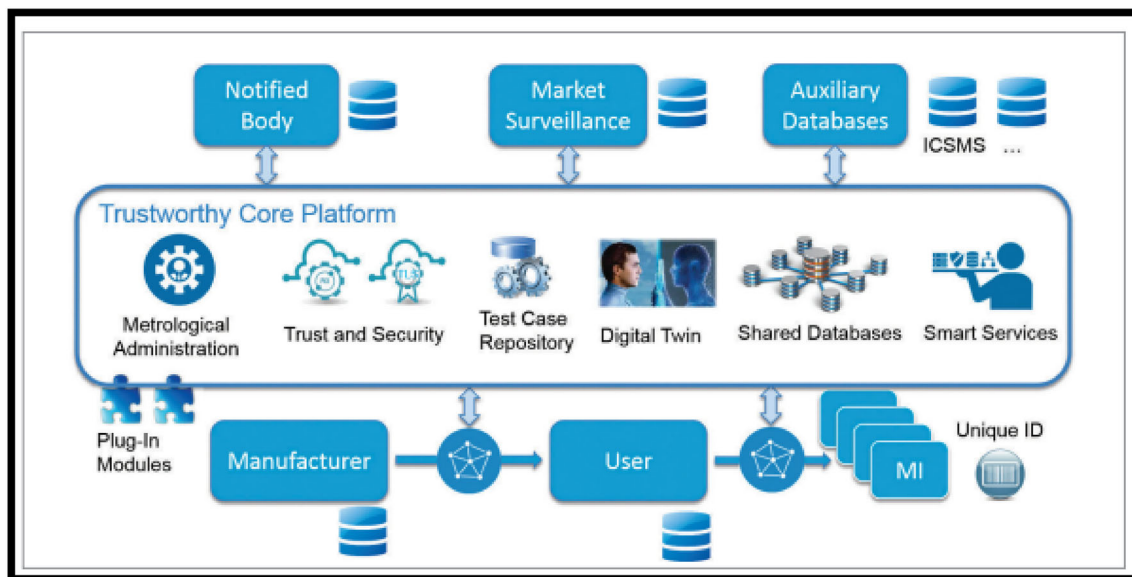 Notified
Body
Market
Surveillance
Auxiliary
Databases
ICSMS ...
Trustworthy Core Platform
Metrological
Administration
Trust and Security
Test Case
Repository
Digital Twin
Shared Databases
Smart Services
Plug-In
Modules
Manufacturer
User
MI
Unique ID